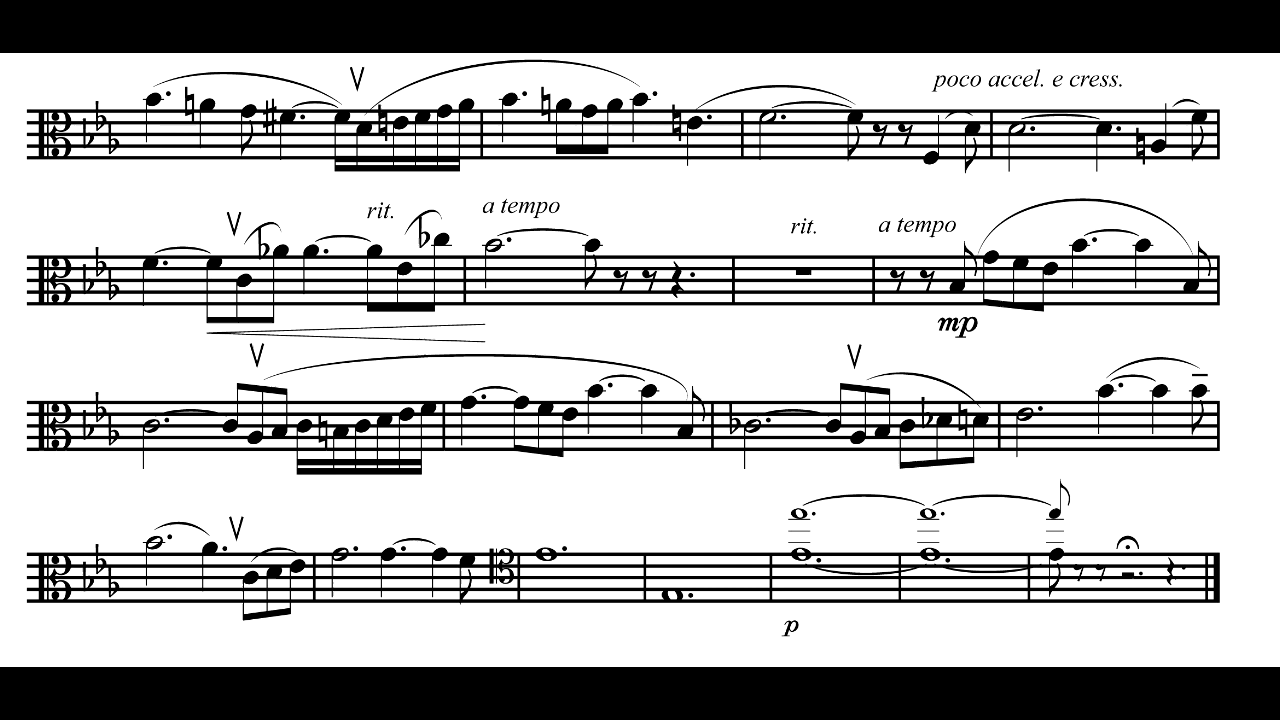 poco accel. e cress.
rit.
a tempo
rit.
a tempo
mp
p